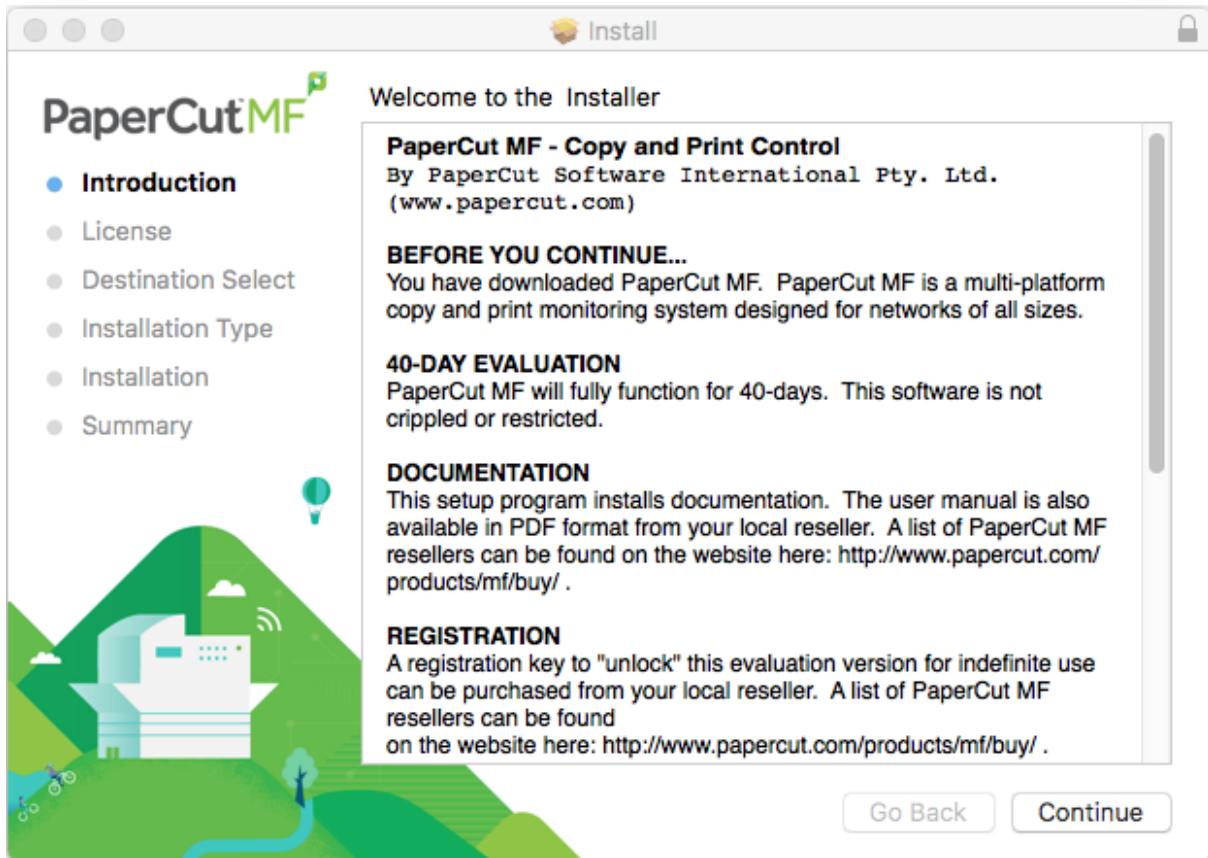 Install
PaperCut MF
Welcome to the Installer
Introduction
License
Destination Select
Installation Type
Installation
Summary
PaperCut MF - Copy and Print Control
By PaperCut Software International Pty. Ltd.
(www.papercut.com)
BEFORE YOU CONTINUE...
You have downloaded PaperCut MF. PaperCut MF is a multi-platform
copy and print monitoring system designed for networks of all sizes.
40-DAY EVALUATION
PaperCut MF will fully function for 40-days. This software is not
crippled or restricted.
DOCUMENTATION
This setup program installs documentation. The user manual is also
available in PDF format from your local reseller. A list of PaperCut MF
resellers can be found on the website here: http://www.papercut.com/
products/mf/buy/ .
REGISTRATION
A registration key to "unlock" this evaluation version for indefinite use
can be purchased from your local reseller. A list of PaperCut MF
resellers can be found
on the website here: http://www.papercut.com/products/mf/buy/ .
Go Back
Continue